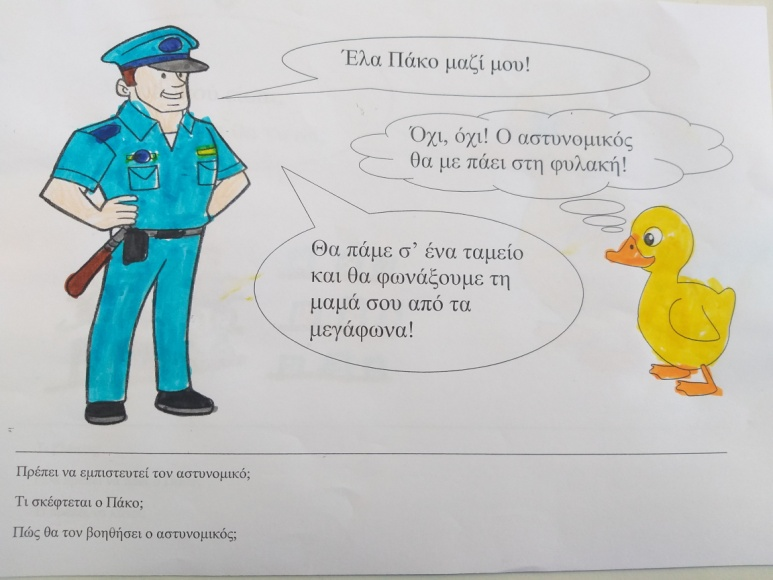 Έλα Πάκο μαζί μου!
Όχι, όχι! Ο αστυνομικός
θα με πάει στη φυλακή!
Θα πάμε σ’ ένα ταμείο
και θα φωνάξουμε τη
μαμά σου από τα
μεγάφωνα!
Πρέπει να εμπιστευτεί τον αστυνομικό;
Τι σκέφτεται ο Πάκο;
Πώς θα τον βοηθήσει ο αστυνομικός;